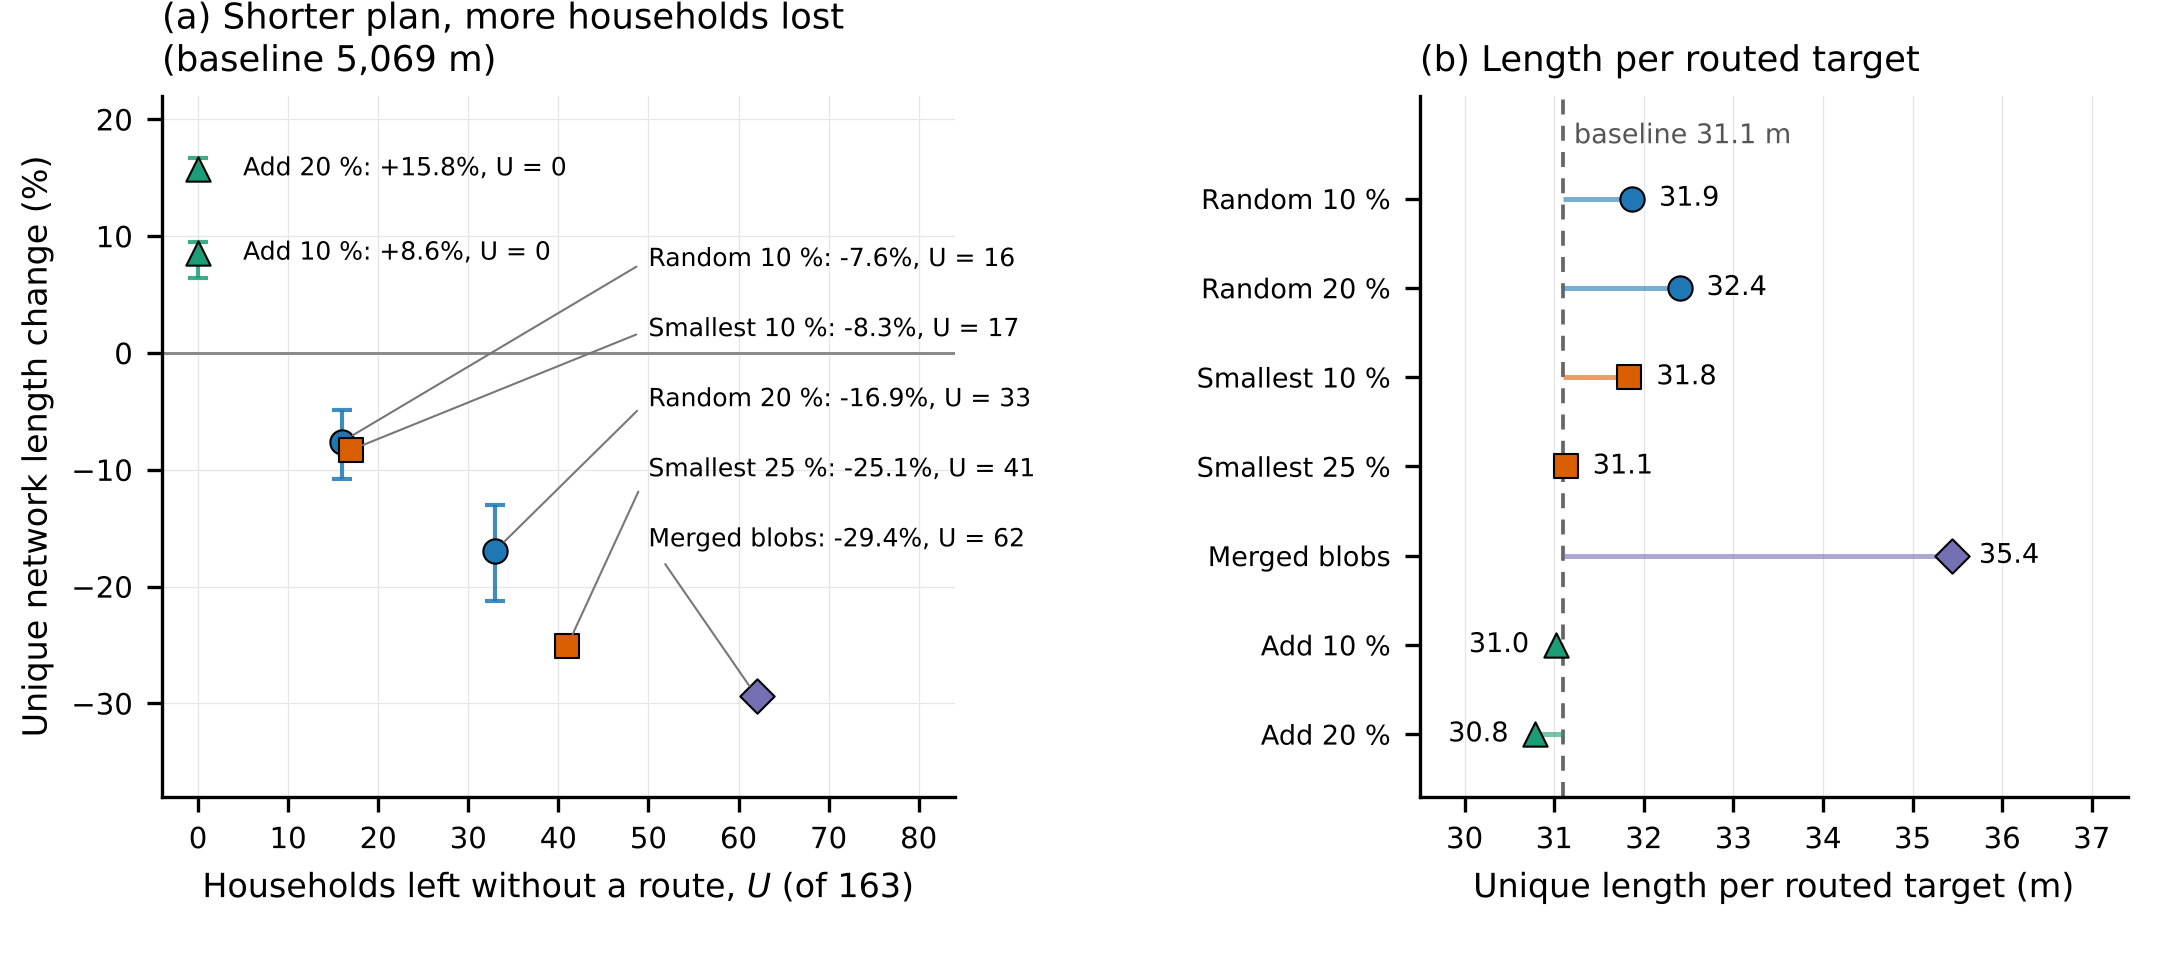 (a) Shorter plan, more households lost
(baseline 5,069 m)
Unique network length change (%)
20
10
0
−10
−20
−30
Add 20 %: +15.8%, U = 0
Add 10 %: +8.6%, U = 0
Random 10 %: -7.6%, U = 16
Smallest 10 %: -8.3%, U = 17
Random 20 %: -16.9%, U = 33
Smallest 25 %: -25.1%, U = 41
Merged blobs: -29.4%, U = 62
0 10 20 30 40 50 60 70 80
Households left without a route, U (of 163)
(b) Length per routed target
baseline 31.1 m
Random 10 % 31.9
Random 20 % 32.4
Smallest 10 % 31.8
Smallest 25 % 31.1
Merged blobs 35.4
Add 10 % 31.0
Add 20 % 30.8
30 31 32 33 34 35 36 37
Unique length per routed target (m)